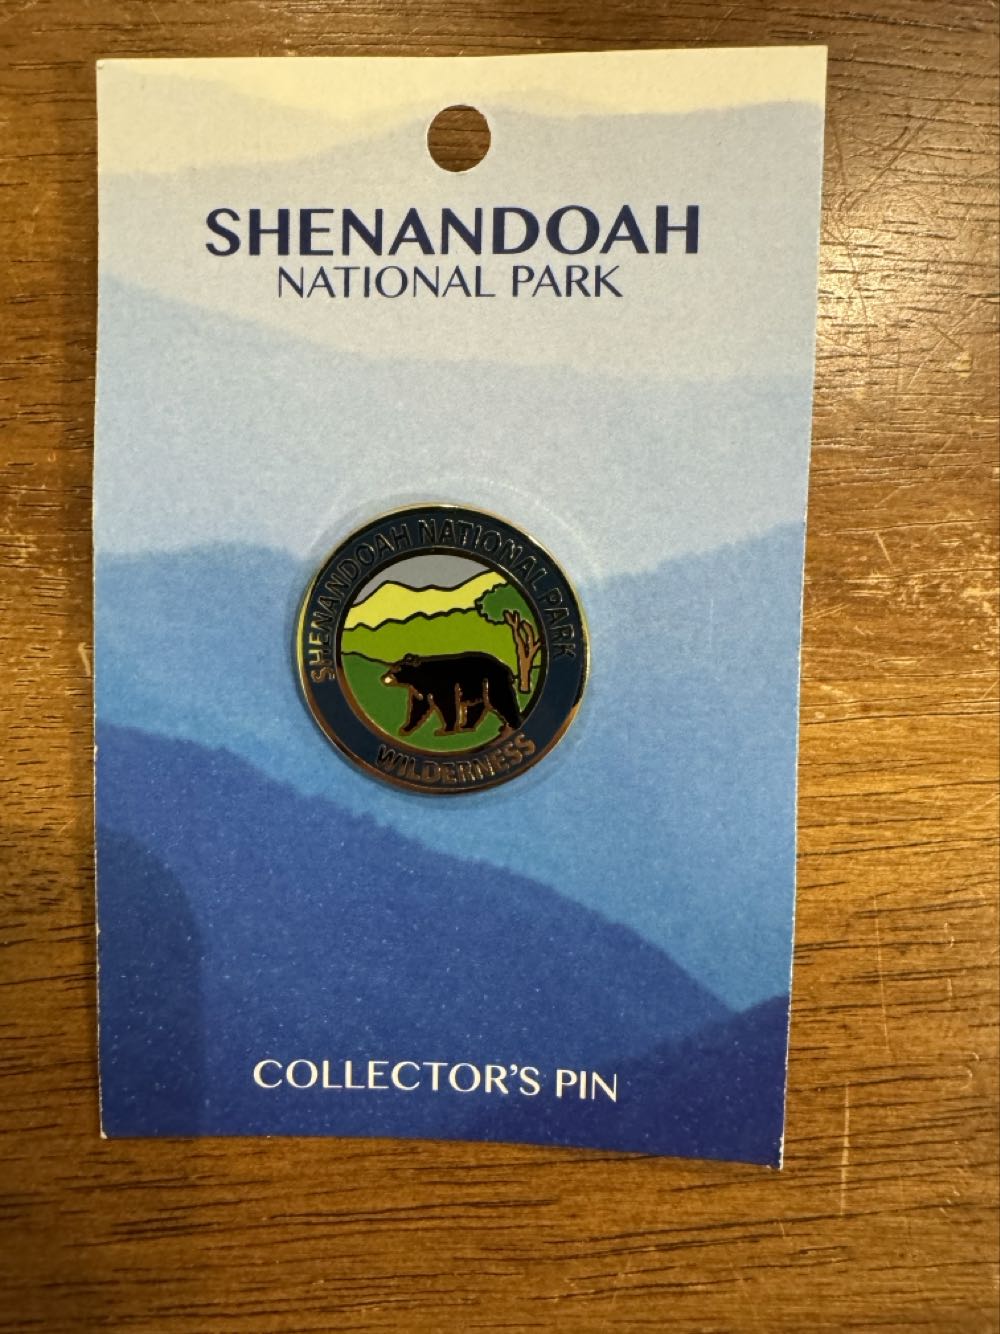 SHENANDOAH
NATIONAL PARK
SHENANDOAH NATIONAL PARK
WILDERNESS
COLLECTOR'S PIN